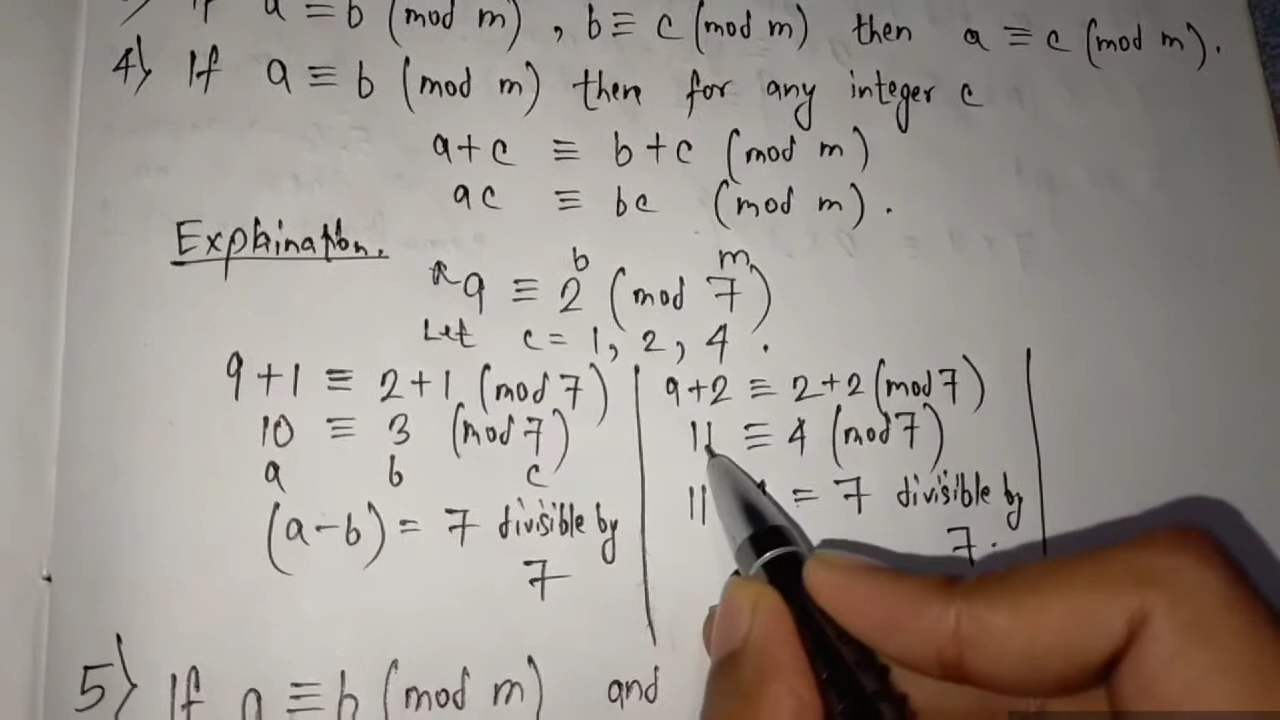 If a ≡ b (mod m), b ≡ c (mod m) then a ≡ c (mod m).
4) If a ≡ b (mod m) then for any integer c
a+c ≡ b+c (mod m)
ac ≡ bc (mod m).
Explaination.
a b m
9 ≡ 2 (mod 7)
Let c = 1, 2, 4.
9+1 ≡ 2+1 (mod 7)
10 ≡ 3 (mod 7)
a b c
(a-b) = 7 divisible by
7
9+2 ≡ 2+2 (mod 7)
11 ≡ 4 (mod 7)
11 = 7 divisible by
7.
5) If a ≡ b (mod m) and